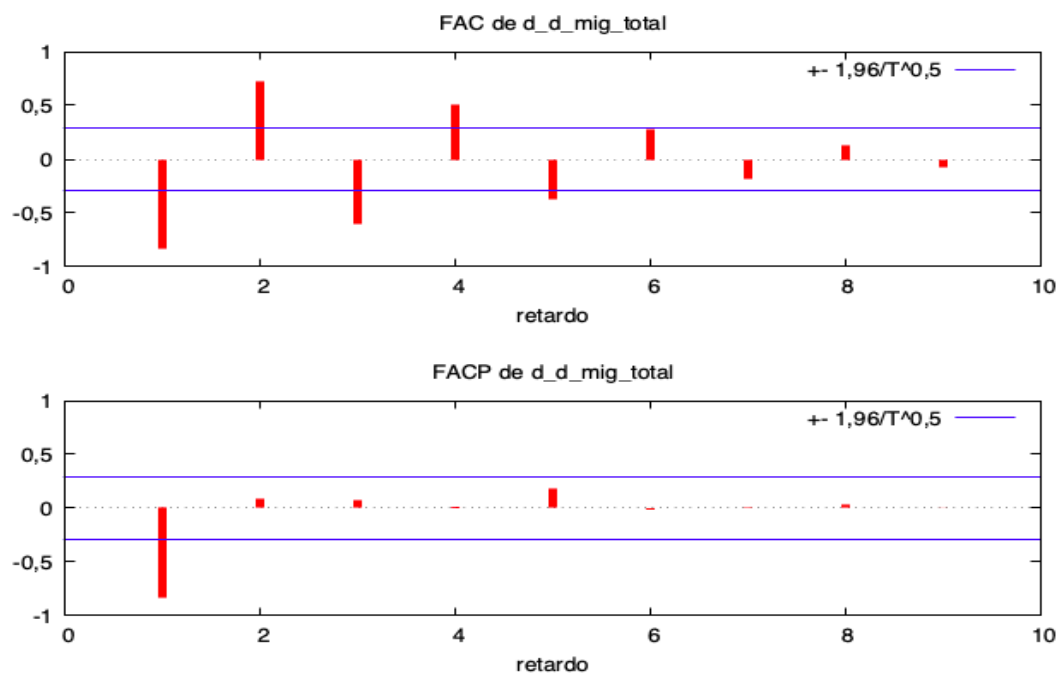 FAC de d_d_mig_total
+- 1,96/T^0,5
1
0,5
0
-0,5
-1
0 2 4 6 8 10
retardo
FACP de d_d_mig_total
+- 1,96/T^0,5
1
0,5
0
-0,5
-1
0 2 4 6 8 10
retardo